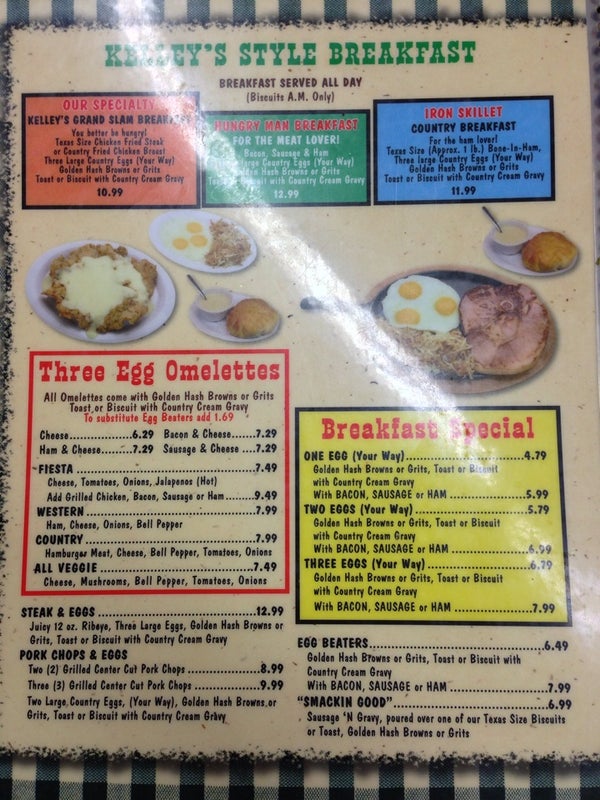 KELLEY'S STYLE BREAKFAST
BREAKFAST SERVED ALL DAY
(Biscuits A.M. Only)
OUR SPECIALTY
KELLEY'S GRAND SLAM BREAKFAST
You better be hungry!
Texas Size Chicken Fried Steak
or Country Fried Chicken Breast
Three Large Country Eggs (Your Way)
Golden Hash Browns or Grits
Toast or Biscuit with Country Cream Gravy
10.99
HUNGRY MAN BREAKFAST
FOR THE MEAT LOVER!
Bacon, Sausage & Ham
Country Eggs (Your Way)
Golden Hash Browns or Grits
Toast or Biscuit with Country Cream Gravy
12.99
IRON SKILLET
COUNTRY BREAKFAST
For the ham lover!
Texas Size (Approx. 1 lb.) Bone-In-Ham,
Three Large Country Eggs (Your Way)
Golden Hash Browns or Grits
Toast or Biscuit with Country Cream Gravy
11.99
Three Egg Omelettes
All Omelettes come with Golden Hash Browns or Grits
Toast or Biscuit with Country Cream Gravy
To substitute Egg Beaters add 1.69
Cheese..............6.29 Bacon & Cheese......7.29
Ham & Cheese.....7.29 Sausage & Cheese ....7.29
FIESTA ..........................................7.49
Cheese, Tomatoes, Onions, Jalapenos (Hot)
Add Grilled Chicken, Bacon, Sausage or Ham......9.49
WESTERN ........................................7.99
Ham, Cheese, Onions, Bell Pepper
COUNTRY ........................................7.99
Hamburger Meat, Cheese, Bell Pepper, Tomatoes, Onions
ALL VEGGIE .....................................7.49
Cheese, Mushrooms, Bell Pepper, Tomatoes, Onions
Breakfast Special
ONE EGG (Your Way)..............................4.79
Golden Hash Browns or Grits, Toast or Biscuit
with Country Cream Gravy
With BACON, SAUSAGE or HAM ....................5.99
TWO EGGS (Your Way) ............................5.79
Golden Hash Browns or Grits, Toast or Biscuit
with Country Cream Gravy
With BACON, SAUSAGE or HAM ....................6.99
THREE EGGS (Your Way)...........................6.79
Golden Hash Browns or Grits, Toast or Biscuit
with Country Cream Gravy
With BACON, SAUSAGE or HAM ....................7.99
STEAK & EGGS ....................................12.99
Juicy 12 oz. Ribeye, Three Large Eggs, Golden Hash Browns or
Grits, Toast or Biscuit with Country Cream Gravy
PORK CHOPS & EGGS
Two (2) Grilled Center Cut Pork Chops ...................8.99
Three (3) Grilled Center Cut Pork Chops .................9.99
Two Large Country Eggs, (Your Way), Golden Hash Browns or
Grits, Toast or Biscuit with Country Cream Gravy
EGG BEATERS......................................6.49
Golden Hash Browns or Grits, Toast or Biscuit with
Country Cream Gravy
With BACON, SAUSAGE or HAM ......................7.99
"SMACKIN GOOD"..................................6.99
Sausage 'N Gravy, poured over one of our Texas Size Biscuits
or Toast, Golden Hash Browns or Grits